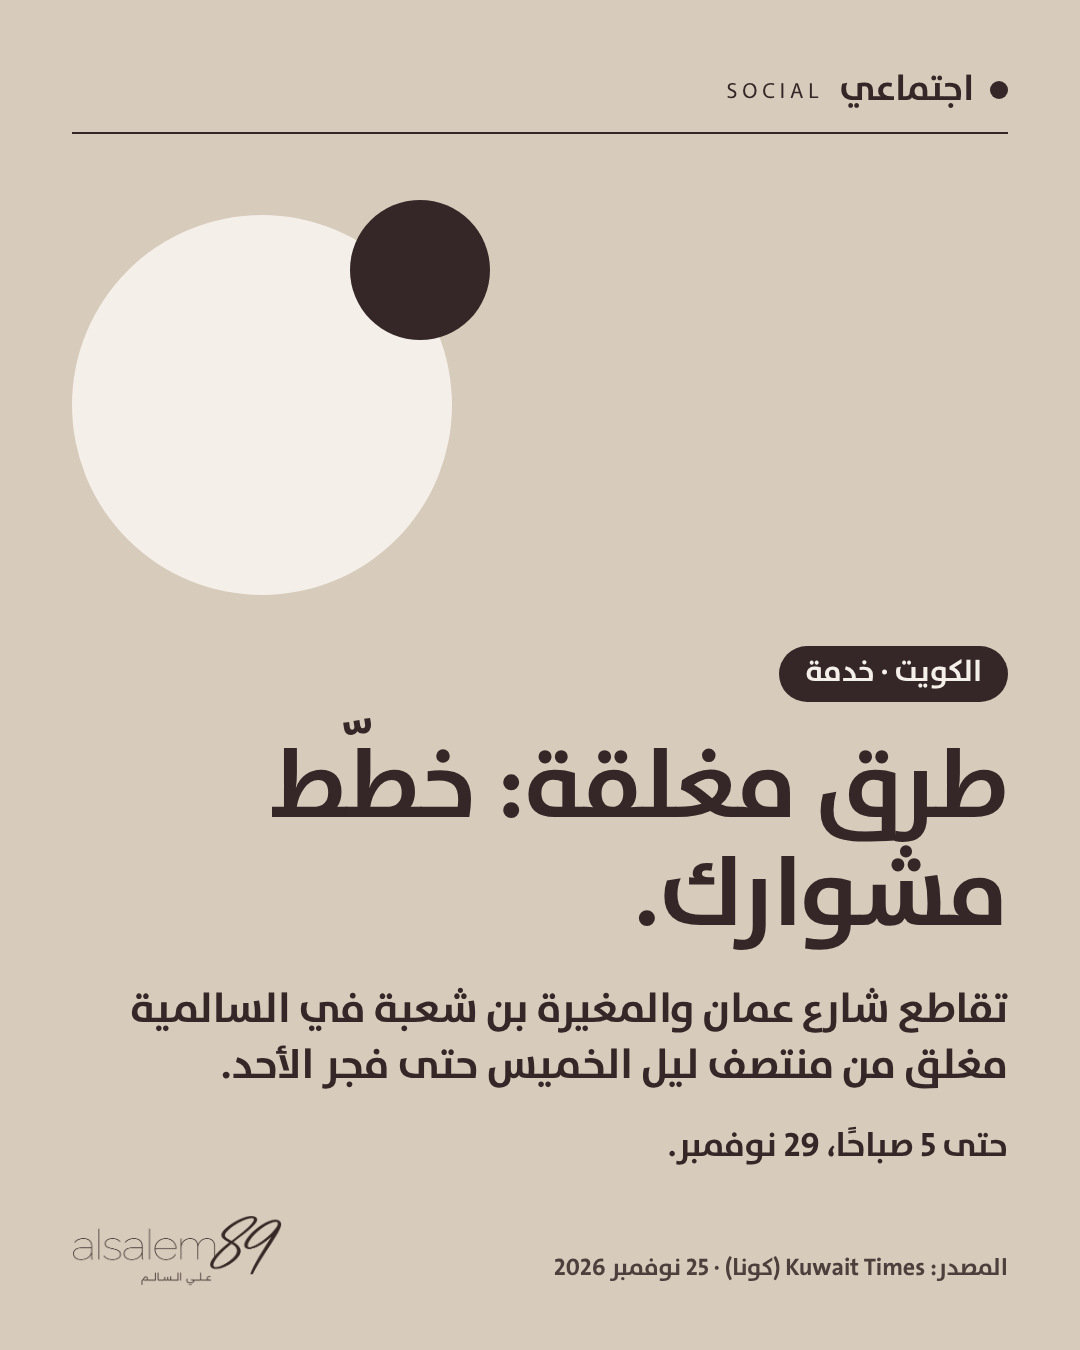 اجتماعي SOCIAL
الكويت · خدمة
طرق مغلقة: خطّط
مشوارك.
تقاطع شارع عمان والمغيرة بن شعبة في السالمية
مغلق من منتصف ليل الخميس حتى فجر الأحد.
حتى 5 صباحًا، 29 نوفمبر.
المصدر: Kuwait Times (كونا) · 25 نوفمبر 2026
alsalem89
علي السالم